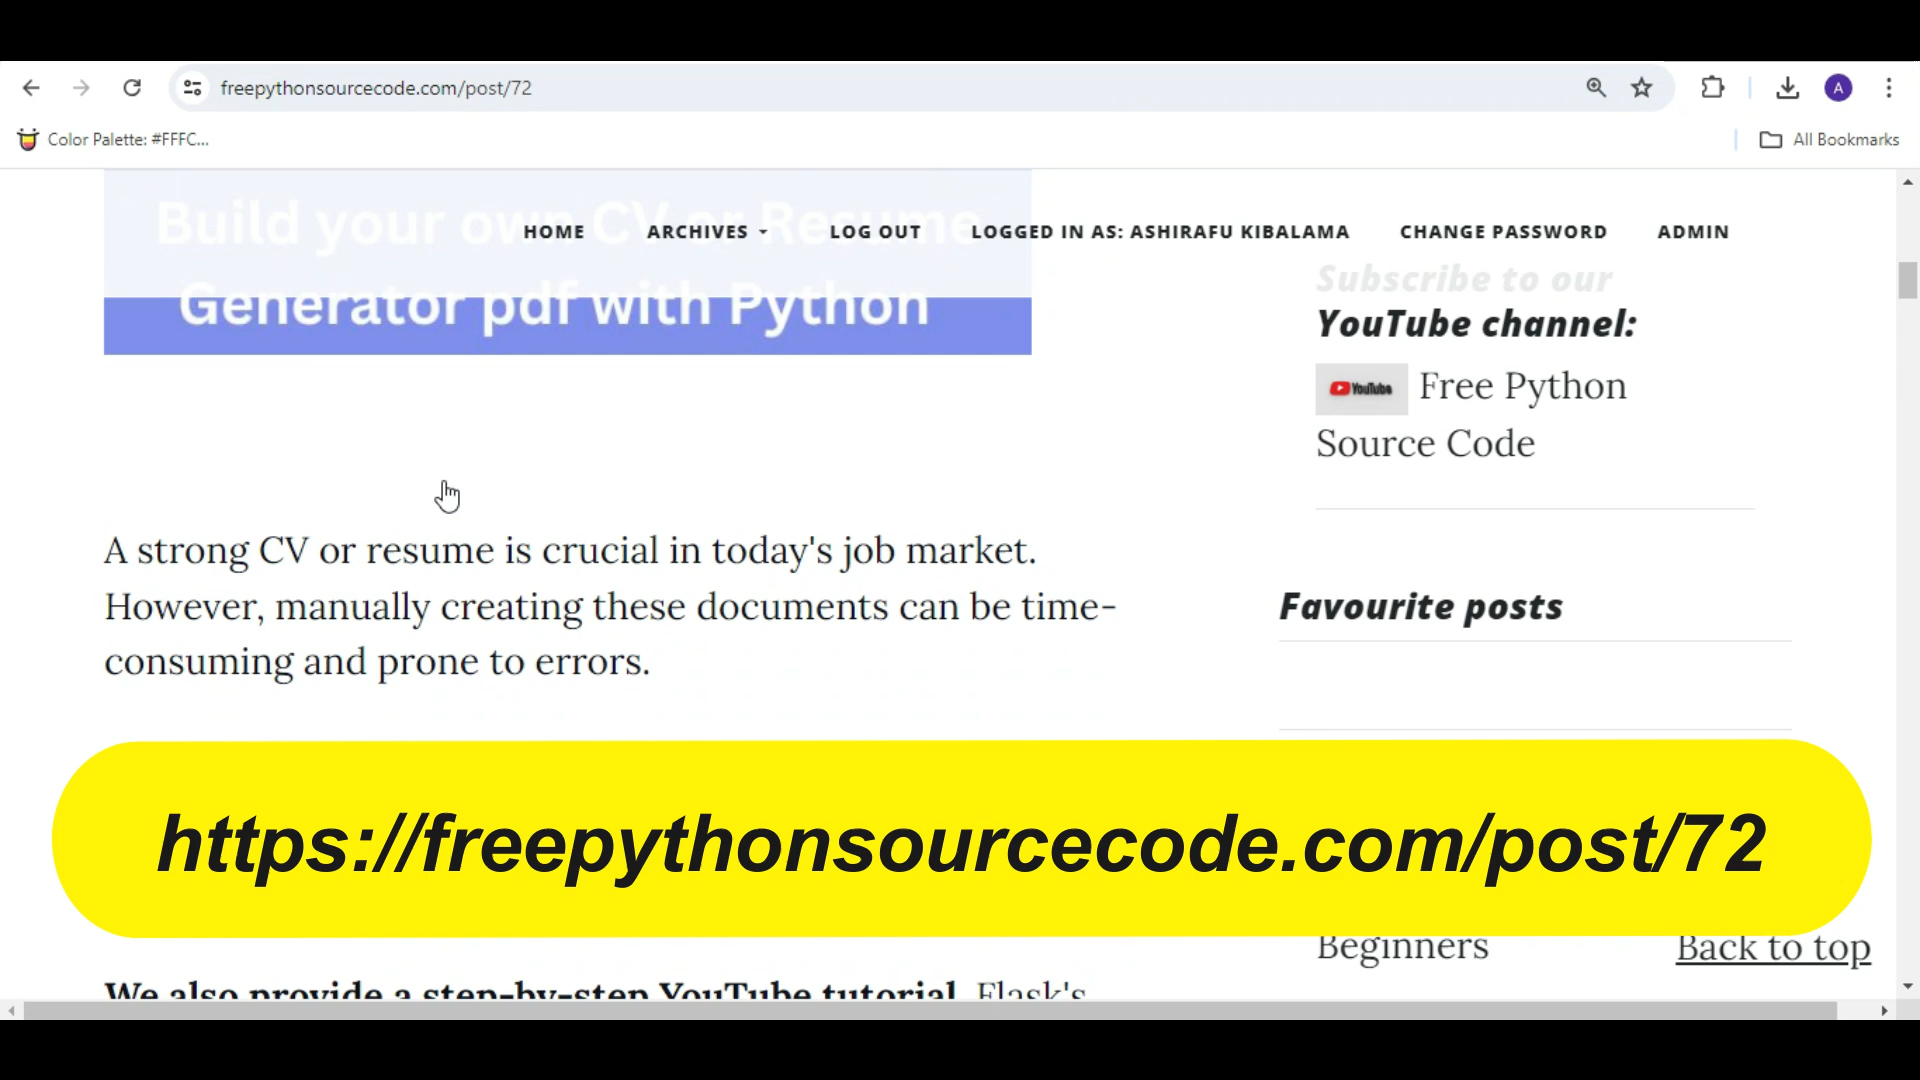 freepythonsourcecode.com/post/72
A
Color Palette: #FFFC...
All Bookmarks
Build your own CV or Resume
HOME
ARCHIVES
LOG OUT
LOGGED IN AS: ASHIRAFU KIBALAMA
CHANGE PASSWORD
ADMIN
Generator pdf with Python
Subscribe to our
YouTube channel:
YouTube Free Python
Source Code
A strong CV or resume is crucial in today's job market.
However, manually creating these documents can be time-
consuming and prone to errors.
Favourite posts
https://freepythonsourcecode.com/post/72
Beginners
Back to top
We also provide a step-by-step YouTube tutorial. Flask's